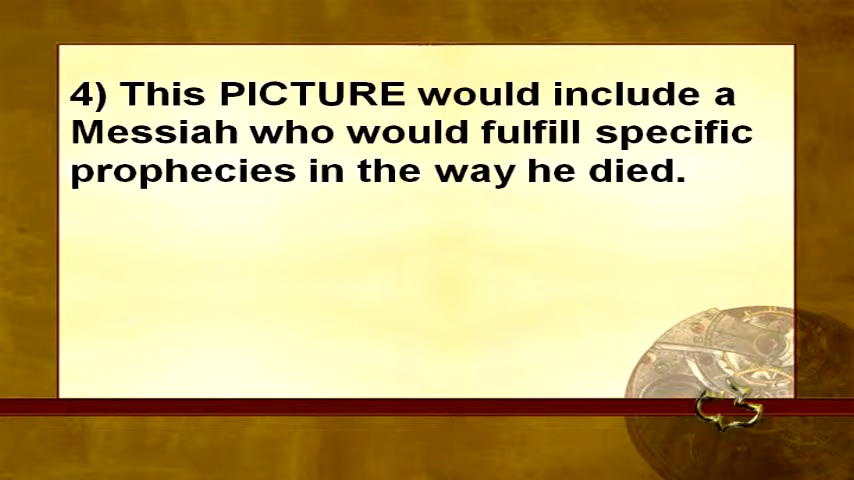 4) This PICTURE would include a
Messiah who would fulfill specific
prophecies in the way he died.